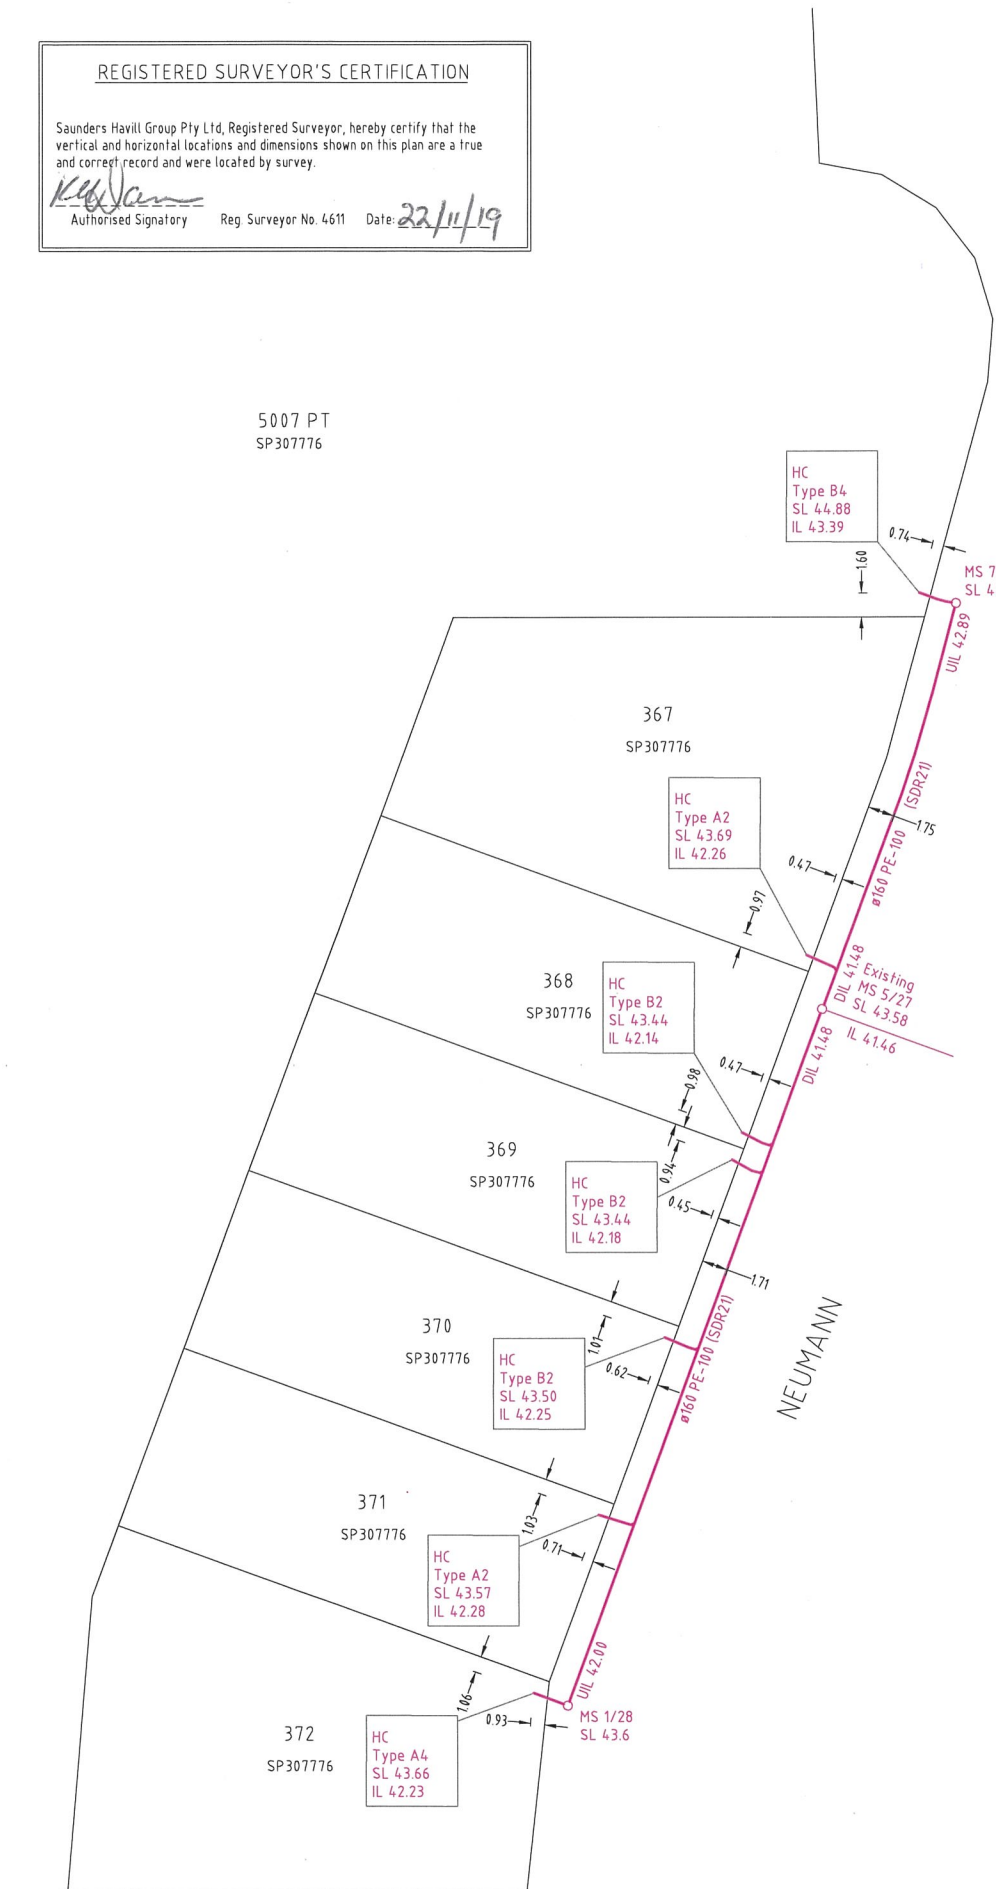 REGISTERED SURVEYOR'S CERTIFICATION
Saunders Havill Group Pty Ltd, Registered Surveyor, hereby certify that the
vertical and horizontal locations and dimensions shown on this plan are a true
and correct record and were located by survey.
Authorised Signatory Reg. Surveyor No. 4611 Date: 22/11/19
5007 PT
SP307776
HC
Type B4
SL 44.88
IL 43.39
0.74
1.60
MS 7
SL 4
UIL 42.89
367
SP307776
HC
Type A2
SL 43.69
IL 42.26
(SDR21)
1.75
ø160 PE-100
0.47
0.97
DIL 41.48
Existing
MS 5/27
SL 43.58
IL 41.46
DIL 41.48
368
SP307776
HC
Type B2
SL 43.44
IL 42.14
0.47
0.98
369
SP307776
0.94
HC
Type B2
SL 43.44
IL 42.18
0.45
1.71
NEUMANN
370
SP307776
1.01
HC
Type B2
SL 43.50
IL 42.25
0.62
ø160 PE-100 (SDR21)
371
SP307776
1.03
0.71
HC
Type A2
SL 43.57
IL 42.28
UIL 42.00
MS 1/28
SL 43.6
1.06
0.93
372
SP307776
HC
Type A4
SL 43.66
IL 42.23